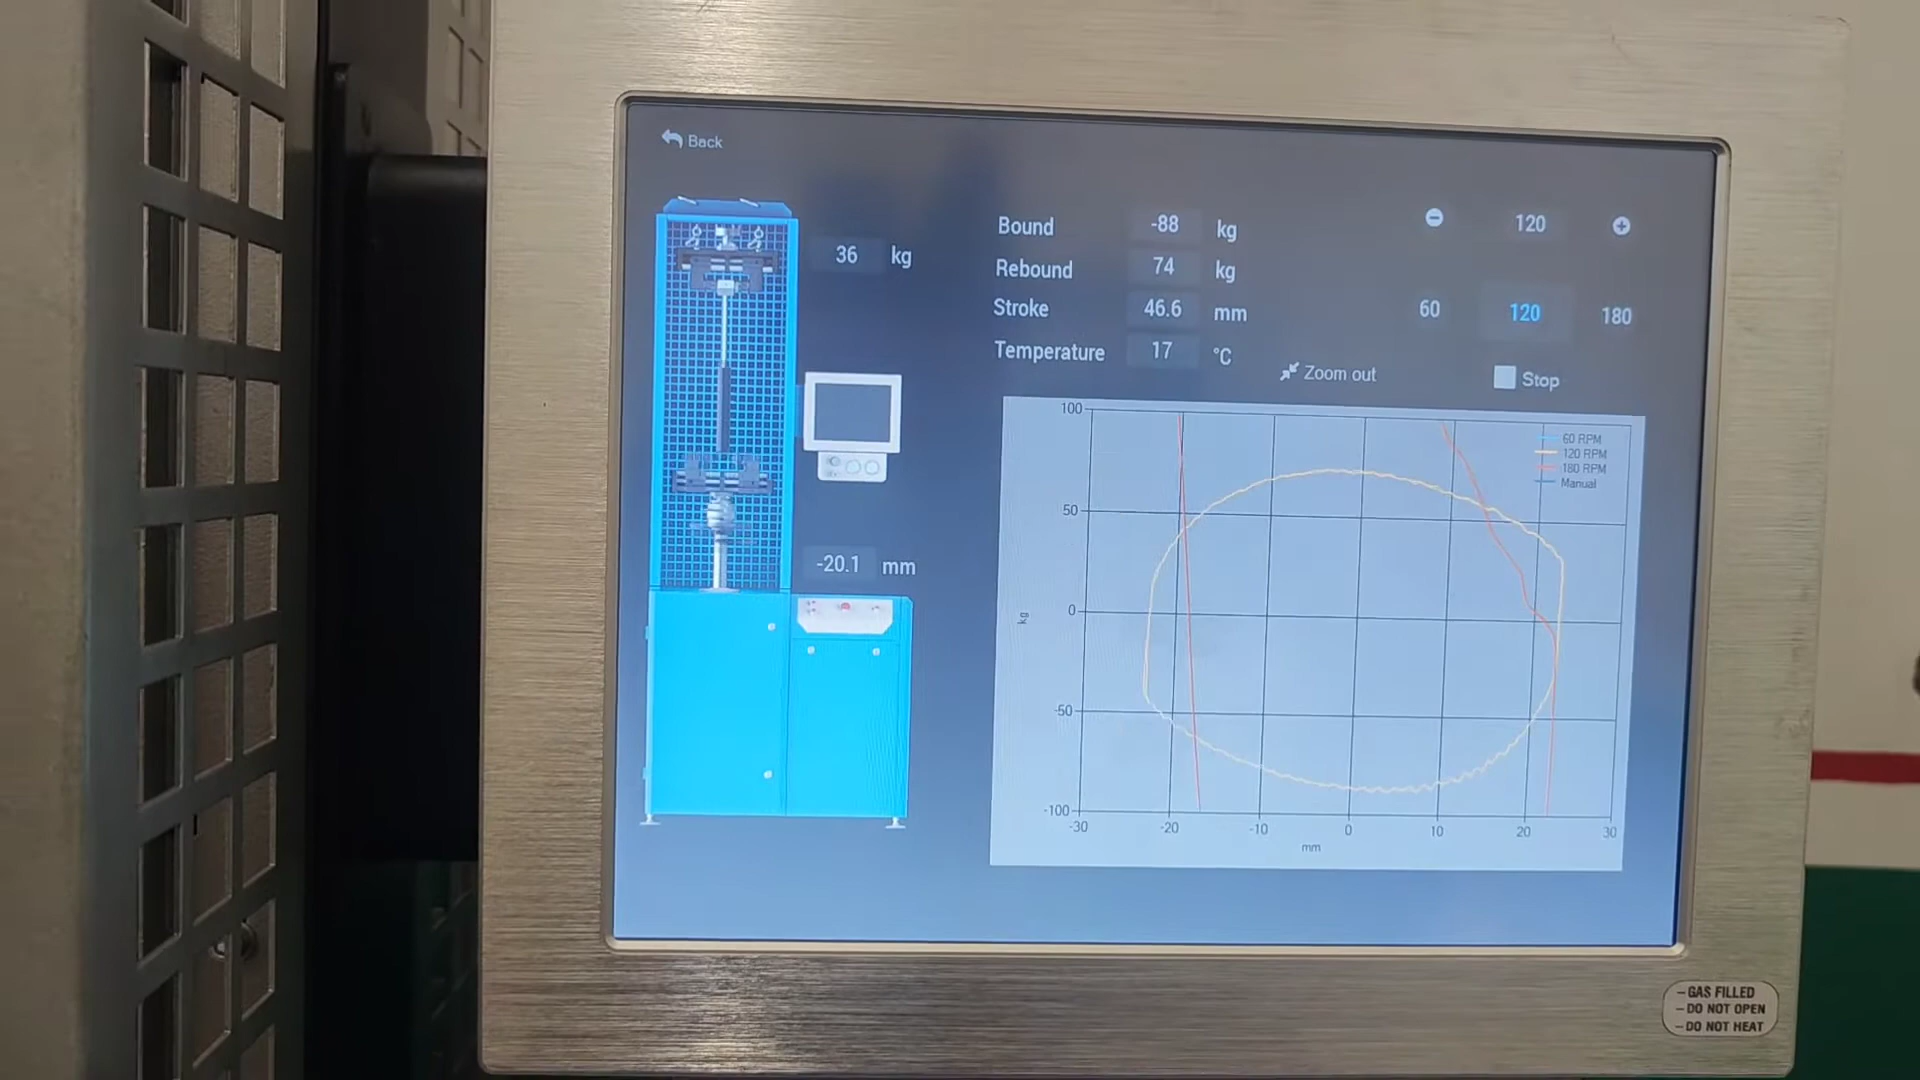 Back
36 kg
-20.1 mm
Bound -88 kg
Rebound 74 kg
Stroke 46.6 mm
Temperature 17 °C
120
60 120 180
Zoom out
Stop
60 RPM
120 RPM
180 RPM
Manual
100
50
0
-50
-100
kg
-30 -20 -10 0 10 20 30
mm
- GAS FILLED
- DO NOT OPEN
- DO NOT HEAT